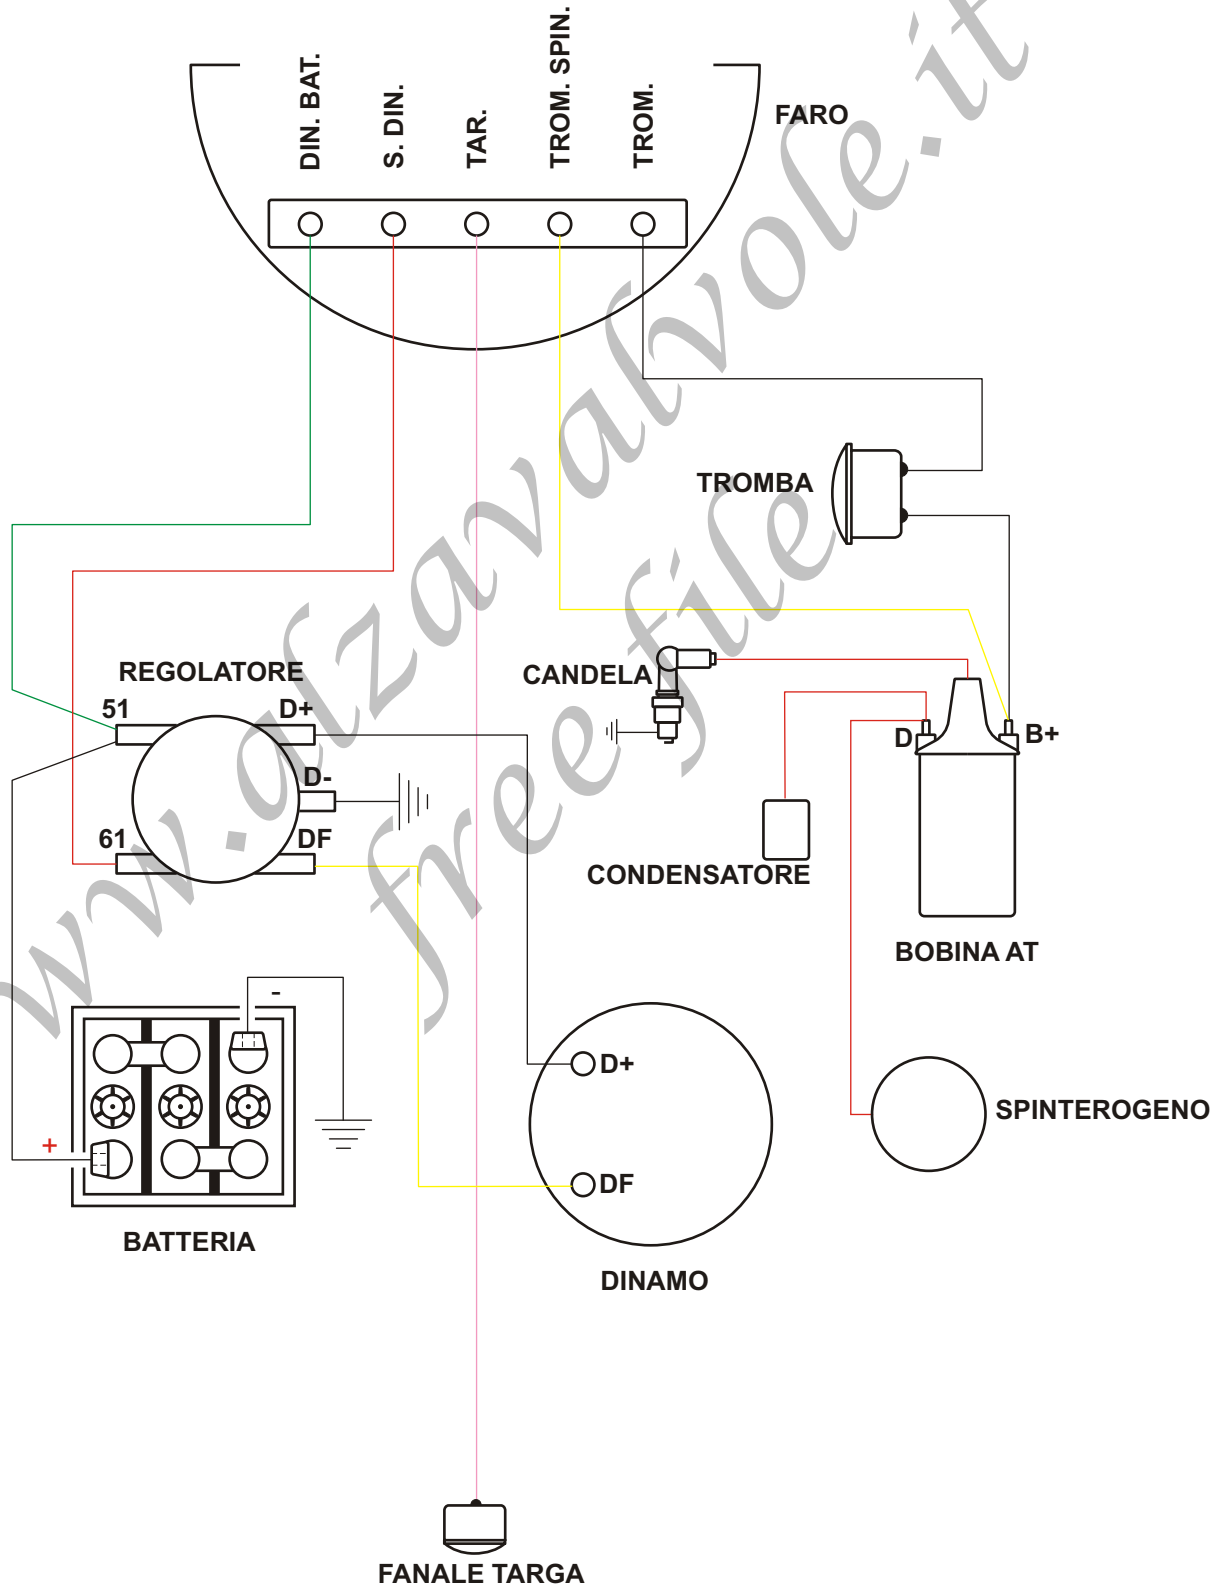 DIN. BAT.
S. DIN.
TAR.
TROM. SPIN.
TROM.
FARO
TROMBA
REGOLATORE
CANDELA
51
D+
D
B+
D-
61
DF
CONDENSATORE
BOBINA AT
-
D+
+
SPINTEROGENO
DF
BATTERIA
DINAMO
FANALE TARGA
www.alzavalvole.it
free file